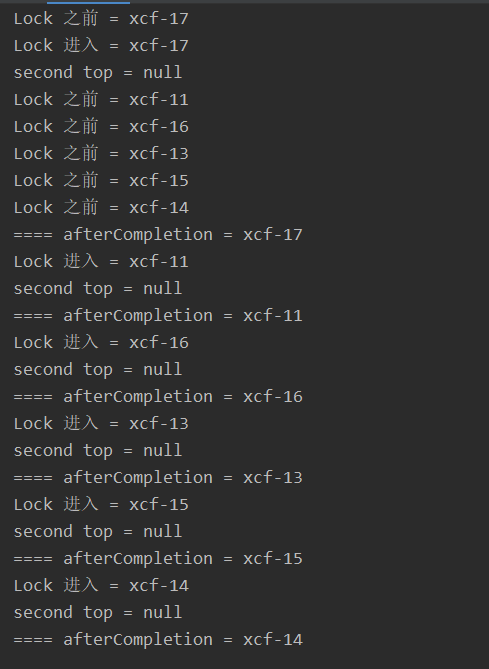 Lock 之前 = xcf-17
Lock 进入 = xcf-17
second top = null
Lock 之前 = xcf-11
Lock 之前 = xcf-16
Lock 之前 = xcf-13
Lock 之前 = xcf-15
Lock 之前 = xcf-14
==== afterCompletion = xcf-17
Lock 进入 = xcf-11
second top = null
==== afterCompletion = xcf-11
Lock 进入 = xcf-16
second top = null
==== afterCompletion = xcf-16
Lock 进入 = xcf-13
second top = null
==== afterCompletion = xcf-13
Lock 进入 = xcf-15
second top = null
==== afterCompletion = xcf-15
Lock 进入 = xcf-14
second top = null
==== afterCompletion = xcf-14